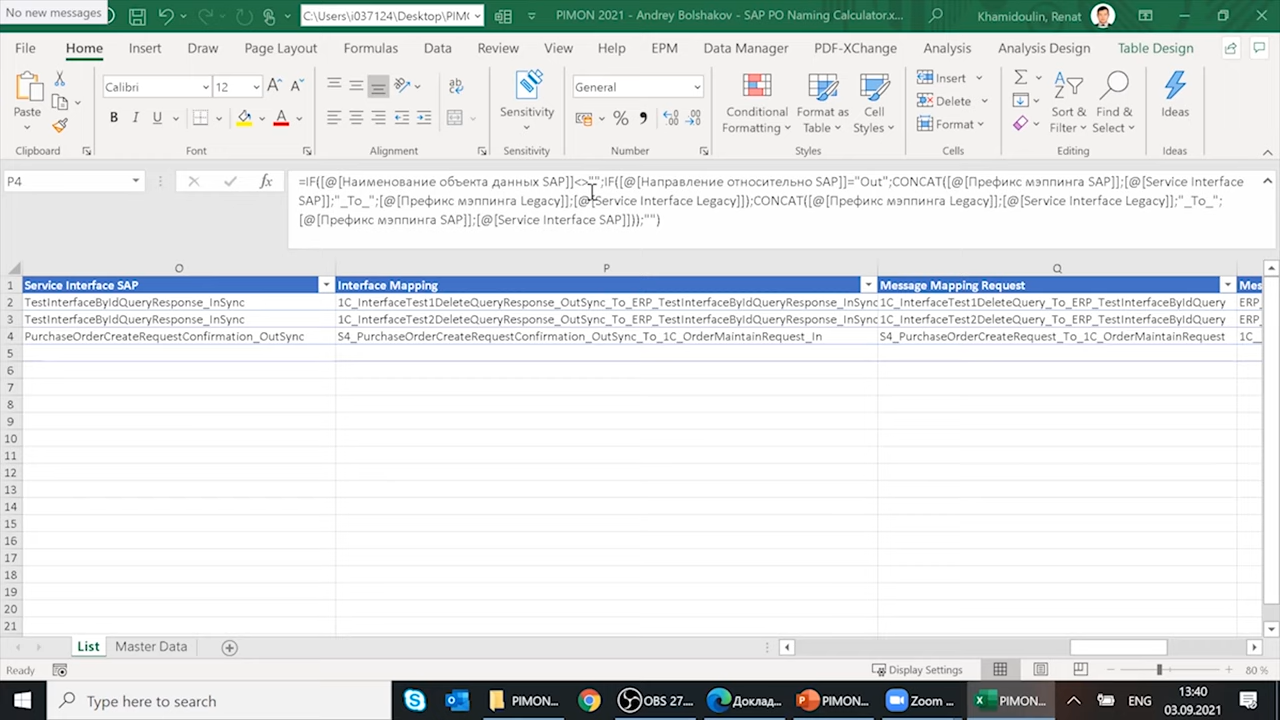 No new messages
C:\Users\i037124\Desktop\PIM
PIMON 2021 - Andrey Bolshakov - SAP PO Naming Calculator.x...
Khamidoulin, Renat
File Home Insert Draw Page Layout Formulas Data Review View Help EPM Data Manager PDF-XChange Analysis Analysis Design Table Design
Calibri 12 General
Paste Sensitivity Conditional Formatting Format as Table Cell Styles Insert Delete Format Sort & Filter Find & Select Ideas
B I U A
Clipboard Font Alignment Sensitivity Number Styles Cells Editing Ideas
P4
fx
=IF([@[Наименование объекта данных SAP]]<>"";IF([@[Направление относительно SAP]]="Out";CONCAT([@[Префикс мэппинга SAP]];[@[Service Interface
SAP]];"_To_";[@[Префикс мэппинга Legacy]];[@[Service Interface Legacy]]);CONCAT([@[Префикс мэппинга Legacy]];[@[Service Interface Legacy]];"_To_";
[@[Префикс мэппинга SAP]];[@[Service Interface SAP]]));"")
O P Q
1 Service Interface SAP Interface Mapping Message Mapping Request Mes
2 TestInterfaceByIdQueryResponse_InSync 1C_InterfaceTest1DeleteQueryResponse_OutSync_To_ERP_TestInterfaceByIdQueryResponse_InSync 1C_InterfaceTest1DeleteQuery_To_ERP_TestInterfaceByIdQuery ERP_
3 TestInterfaceByIdQueryResponse_InSync 1C_InterfaceTest2DeleteQueryResponse_OutSync_To_ERP_TestInterfaceByIdQueryResponse_InSync 1C_InterfaceTest2DeleteQuery_To_ERP_TestInterfaceByIdQuery ERP_
4 PurchaseOrderCreateRequestConfirmation_OutSync S4_PurchaseOrderCreateRequestConfirmation_OutSync_To_1C_OrderMaintainRequest_In S4_PurchaseOrderCreateRequest_To_1C_OrderMaintainRequest 1C_
5
6
7
8
9
10
11
12
13
14
15
16
17
18
19
20
21
List Master Data
Ready Display Settings 80 %
Type here to search PIMON... OBS 27.... Доклад... PIMON... Zoom ... PIMON... ENG 13:40
03.09.2021